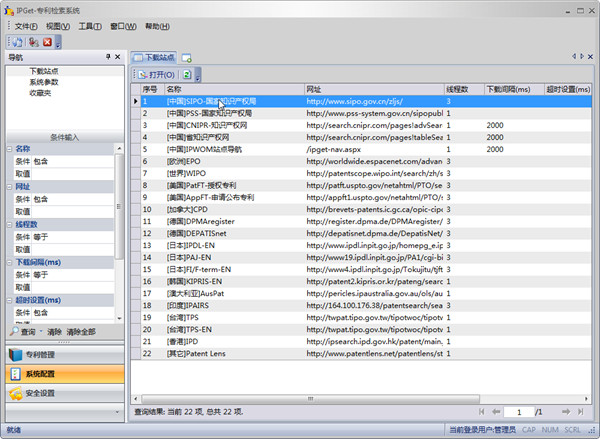 IPGet-专利检索系统
文件(F) 视图(V) 工具(T) 窗口(W) 帮助(H)
导航
下载站点
系统参数
收藏夹
条件输入
名称
条件 包含
取值
网址
条件 包含
取值
线程数
条件 等于
取值
下载间隔(ms)
条件 等于
取值
超时设置(ms)
条件 包含
取值
查询 清除 清除全部
专利管理
系统配置
安全设置
下载站点
打开(O)
序号 名称 网址 线程数 下载间隔(ms) 超时设置(ms)
1 [中国]SIPO-国家知识产权局 http://www.sipo.gov.cn/zljs/ 3
2 [中国]PSS-国家知识产权局 http://www.pss-system.gov.cn/sipopubl 1
3 [中国]CNIPR-知识产权网 http://search.cnipr.com/pages!advSear 1 2000
4 [中国]省知识产权网 http://search.cnipr.com/pages!tableSea 1 2000
5 [中国]IPWOM站点导航 /ipget-nav.aspx 1 2000
6 [欧洲]EPO http://worldwide.espacenet.com/advan 3
7 [世界]WIPO http://patentscope.wipo.int/search/zh/s 3
8 [美国]PatFT-授权专利 http://patft.uspto.gov/netahtml/PTO/se 3
9 [美国]AppFT-申请公布专利 http://appft1.uspto.gov/netahtml/PTO/s 3
10 [加拿大]CPD http://brevets-patents.ic.gc.ca/opic-cipo 3
11 [德国]DPMAregister http://register.dpma.de/DPMAregister/ 3
12 [德国]DEPATISnet http://depatisnet.dpma.de/DepatisNet/ 3
13 [日本]IPDL-EN http://www.ipdl.inpit.go.jp/homepg_e.ip 3
14 [日本]PAJ-EN http://www19.ipdl.inpit.go.jp/PA1/cgi-bi 3
15 [日本]FI/F-term-EN http://www4.ipdl.inpit.go.jp/Tokujitu/tjft 3
16 [韩国]KIPRIS-EN http://patent2.kipris.or.kr/pateng/searc 1
17 [澳大利亚]AusPat http://pericles.ipaustralia.gov.au/ols/au 1
18 [印度]IPAIRS http://164.100.176.38/patentsearch/sea 3
19 [台湾]TPS http://twpat.tipo.gov.tw/tipotwoc/tipotv 1
20 [台湾]TPS-EN http://twpat.tipo.gov.tw/tipotwoc/tipotv 1
21 [香港]IPD http://ipsearch.ipd.gov.hk/patent/main. 1
22 [其它]Patent Lens http://www.patentlens.net/patentlens/st 1
查询结果: 当前 22 项, 总共 22 项.
1 /1
就绪 当前登录用户:管理员 CAP NUM SCRL